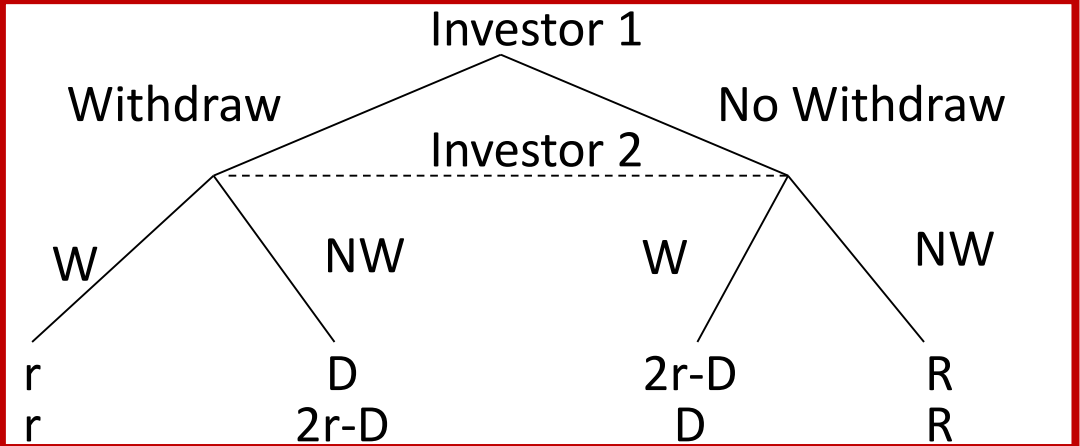 Investor 1
Withdraw No Withdraw
Investor 2
W NW W NW
r D 2r-D R
r 2r-D D R